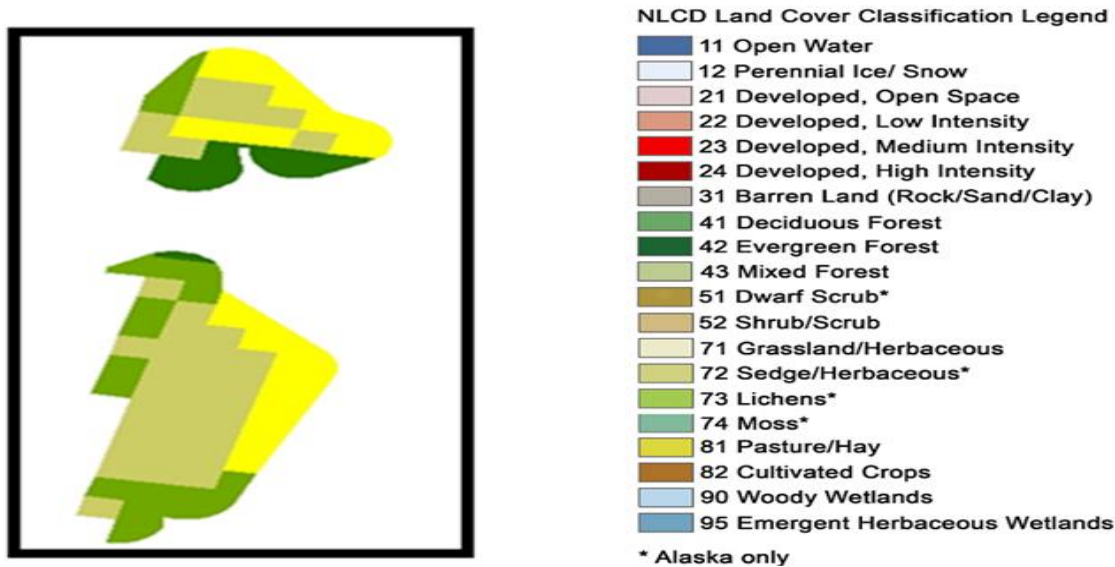 NLCD Land Cover Classification Legend
11 Open Water
12 Perennial Ice/ Snow
21 Developed, Open Space
22 Developed, Low Intensity
23 Developed, Medium Intensity
24 Developed, High Intensity
31 Barren Land (Rock/Sand/Clay)
41 Deciduous Forest
42 Evergreen Forest
43 Mixed Forest
51 Dwarf Scrub*
52 Shrub/Scrub
71 Grassland/Herbaceous
72 Sedge/Herbaceous*
73 Lichens*
74 Moss*
81 Pasture/Hay
82 Cultivated Crops
90 Woody Wetlands
95 Emergent Herbaceous Wetlands
* Alaska only